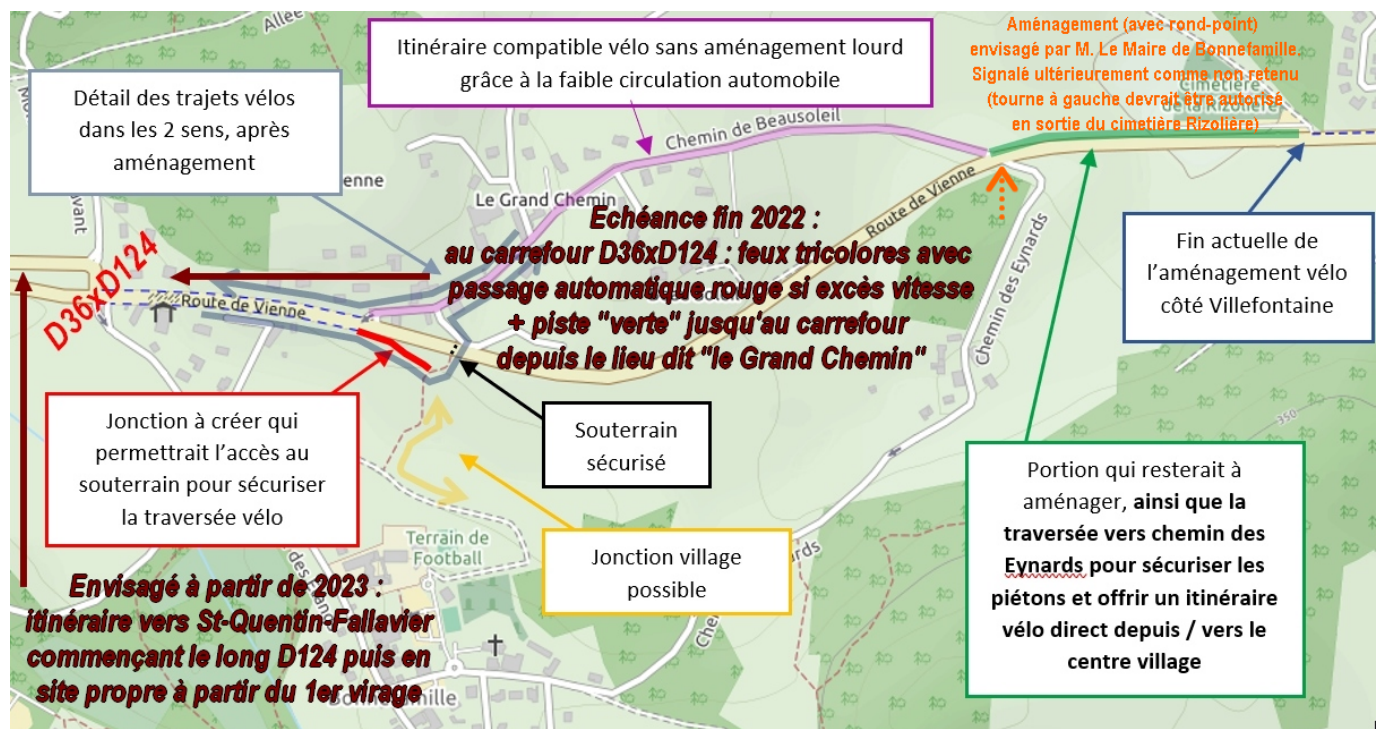 Allée
Itinéraire compatible vélo sans aménagement lourd
grâce à la faible circulation automobile
Aménagement (avec rond-point)
envisagé par M. Le Maire de Bonnefamille.
Signalé ultérieurement comme non retenu
(tourne à gauche devrait être autorisé
en sortie du cimetière Rizolière)
cimetière
de la Rizolière
Détail des trajets vélos
dans les 2 sens, après
aménagement
Chemin de Beausoleil
enne
Le Grand Chemin
Route de Vienne
Chemin des Eynards
avant
Echéance fin 2022 :
au carrefour D36xD124 : feux tricolores avec
passage automatique rouge si excès vitesse
+ piste "verte" jusqu'au carrefour
depuis le lieu dit "le Grand Chemin"
Fin actuelle de
l'aménagement vélo
côté Villefontaine
D36xD124
Route de Vienne
Jonction à créer qui
permettrait l'accès au
souterrain pour sécuriser
la traversée vélo
Souterrain
sécurisé
350
Portion qui resterait à
aménager, ainsi que la
traversée vers chemin des
Eynards pour sécuriser les
piétons et offrir un itinéraire
vélo direct depuis / vers le
centre village
Terrain de
Football
Jonction village
possible
Envisagé à partir de 2023 :
itinéraire vers St-Quentin-Fallavier
commençant le long D124 puis en
site propre à partir du 1er virage